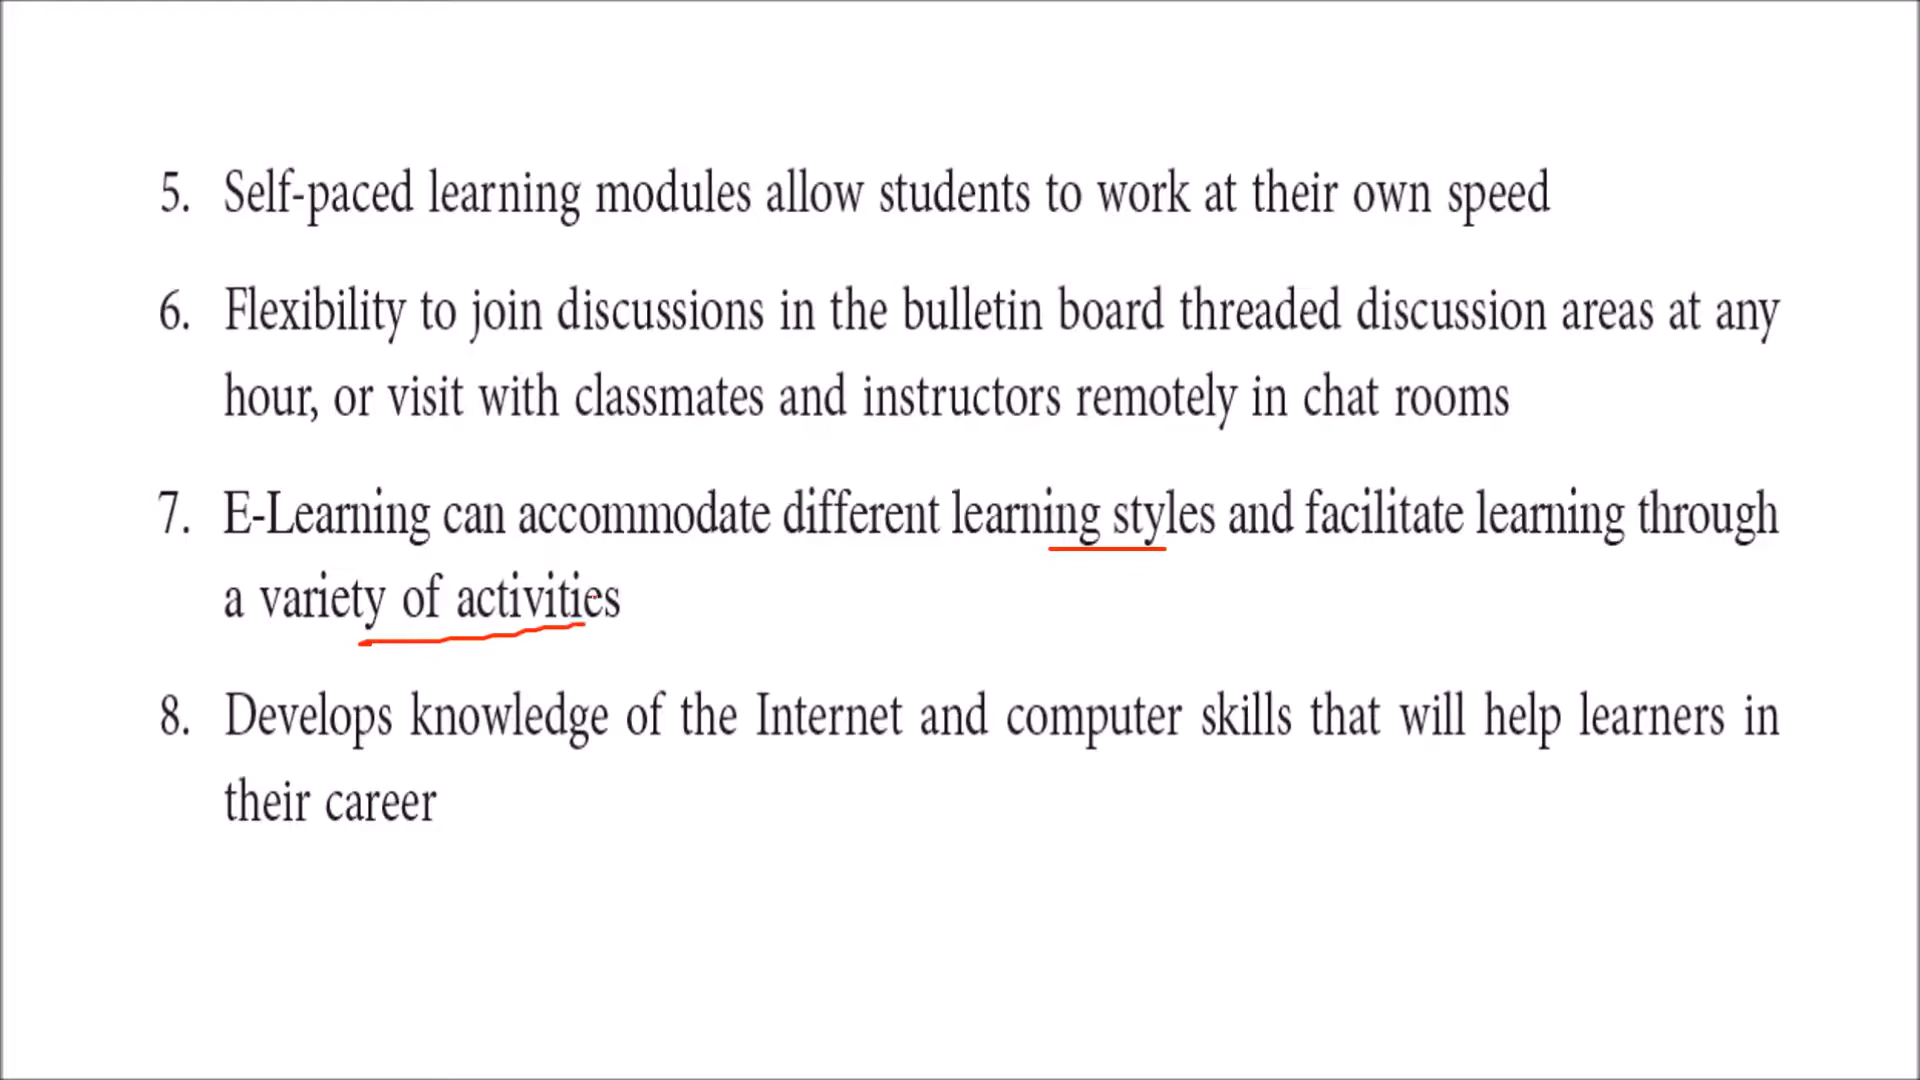 5. Self-paced learning modules allow students to work at their own speed
6. Flexibility to join discussions in the bulletin board threaded discussion areas at any
hour, or visit with classmates and instructors remotely in chat rooms
7. E-Learning can accommodate different learning styles and facilitate learning through
a variety of activities
8. Develops knowledge of the Internet and computer skills that will help learners in
their career